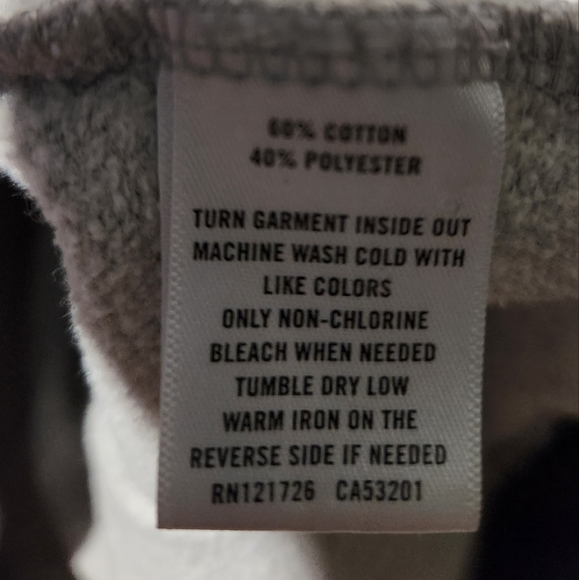 60% COTTON
40% POLYESTER
TURN GARMENT INSIDE OUT
MACHINE WASH COLD WITH
LIKE COLORS
ONLY NON-CHLORINE
BLEACH WHEN NEEDED
TUMBLE DRY LOW
WARM IRON ON THE
REVERSE SIDE IF NEEDED
RN121726 CA53201